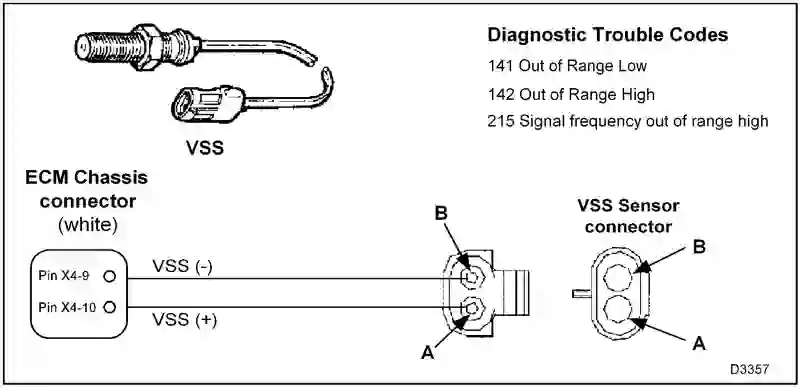 Diagnostic Trouble Codes
141 Out of Range Low
142 Out of Range High
215 Signal frequency out of range high
VSS
ECM Chassis
connector
(white)
Pin X4-9
Pin X4-10
VSS (-)
VSS (+)
B
A
VSS Sensor
connector
B
A
D3357